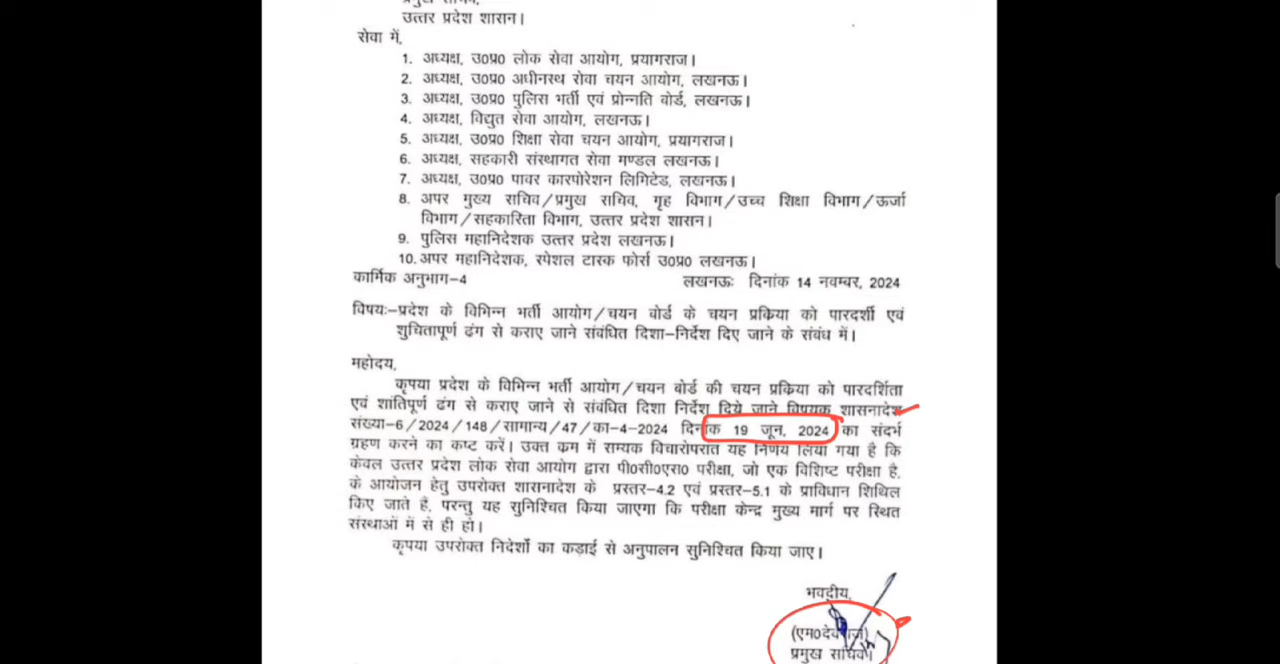 प्रमुख सचिव,
उत्तर प्रदेश शासन।
सेवा में,
1. अध्यक्ष, उ0प्र0 लोक सेवा आयोग, प्रयागराज।
2. अध्यक्ष, उ0प्र0 अधीनस्थ सेवा चयन आयोग, लखनऊ।
3. अध्यक्ष, उ0प्र0 पुलिस भर्ती एवं प्रोन्नति बोर्ड, लखनऊ।
4. अध्यक्ष, विद्युत सेवा आयोग, लखनऊ।
5. अध्यक्ष, उ0प्र0 शिक्षा सेवा चयन आयोग, प्रयागराज।
6. अध्यक्ष, सहकारी संस्थागत सेवा मण्डल लखनऊ।
7. अध्यक्ष, उ0प्र0 पावर कारपोरेशन लिमिटेड, लखनऊ।
8. अपर मुख्य सचिव/प्रमुख सचिव, गृह विभाग/उच्च शिक्षा विभाग/ऊर्जा
विभाग/सहकारिता विभाग, उत्तर प्रदेश शासन।
9. पुलिस महानिदेशक उत्तर प्रदेश लखनऊ।
10. अपर महानिदेशक, स्पेशल टास्क फोर्स उ0प्र0 लखनऊ।
कार्मिक अनुभाग-4 लखनऊः दिनांक 14 नवम्बर, 2024
विषयः-प्रदेश के विभिन्न भर्ती आयोग/चयन बोर्ड के चयन प्रक्रिया को पारदर्शी एवं
शुचितापूर्ण ढंग से कराए जाने संबंधित दिशा-निर्देश दिए जाने के संबंध में।
महोदय,
कृपया प्रदेश के विभिन्न भर्ती आयोग/चयन बोर्ड की चयन प्रक्रिया को पारदर्शिता
एवं शांतिपूर्ण ढंग से कराए जाने से संबंधित दिशा निर्देश दिये जाने विषयक शासनादेश
संख्या-6/2024/148/सामान्य/47/का-4-2024 दिनांक 19 जून, 2024 का संदर्भ
ग्रहण करने का कष्ट करें। उक्त क्रम में सम्यक विचारोपरांत यह निर्णय लिया गया है कि
केवल उत्तर प्रदेश लोक सेवा आयोग द्वारा पी0सी0एस0 परीक्षा, जो एक विशिष्ट परीक्षा है,
के आयोजन हेतु उपरोक्त शासनादेश के प्रस्तर-4.2 एवं प्रस्तर-5.1 के प्राविधान शिथिल
किए जाते हैं, परन्तु यह सुनिश्चित किया जाएगा कि परीक्षा केन्द्र मुख्य मार्ग पर स्थित
संस्थाओं में से ही हो।
कृपया उपरोक्त निर्देशों का कड़ाई से अनुपालन सुनिश्चित किया जाए।
भवदीय,
(एम0देवराज)
प्रमुख सचिव।